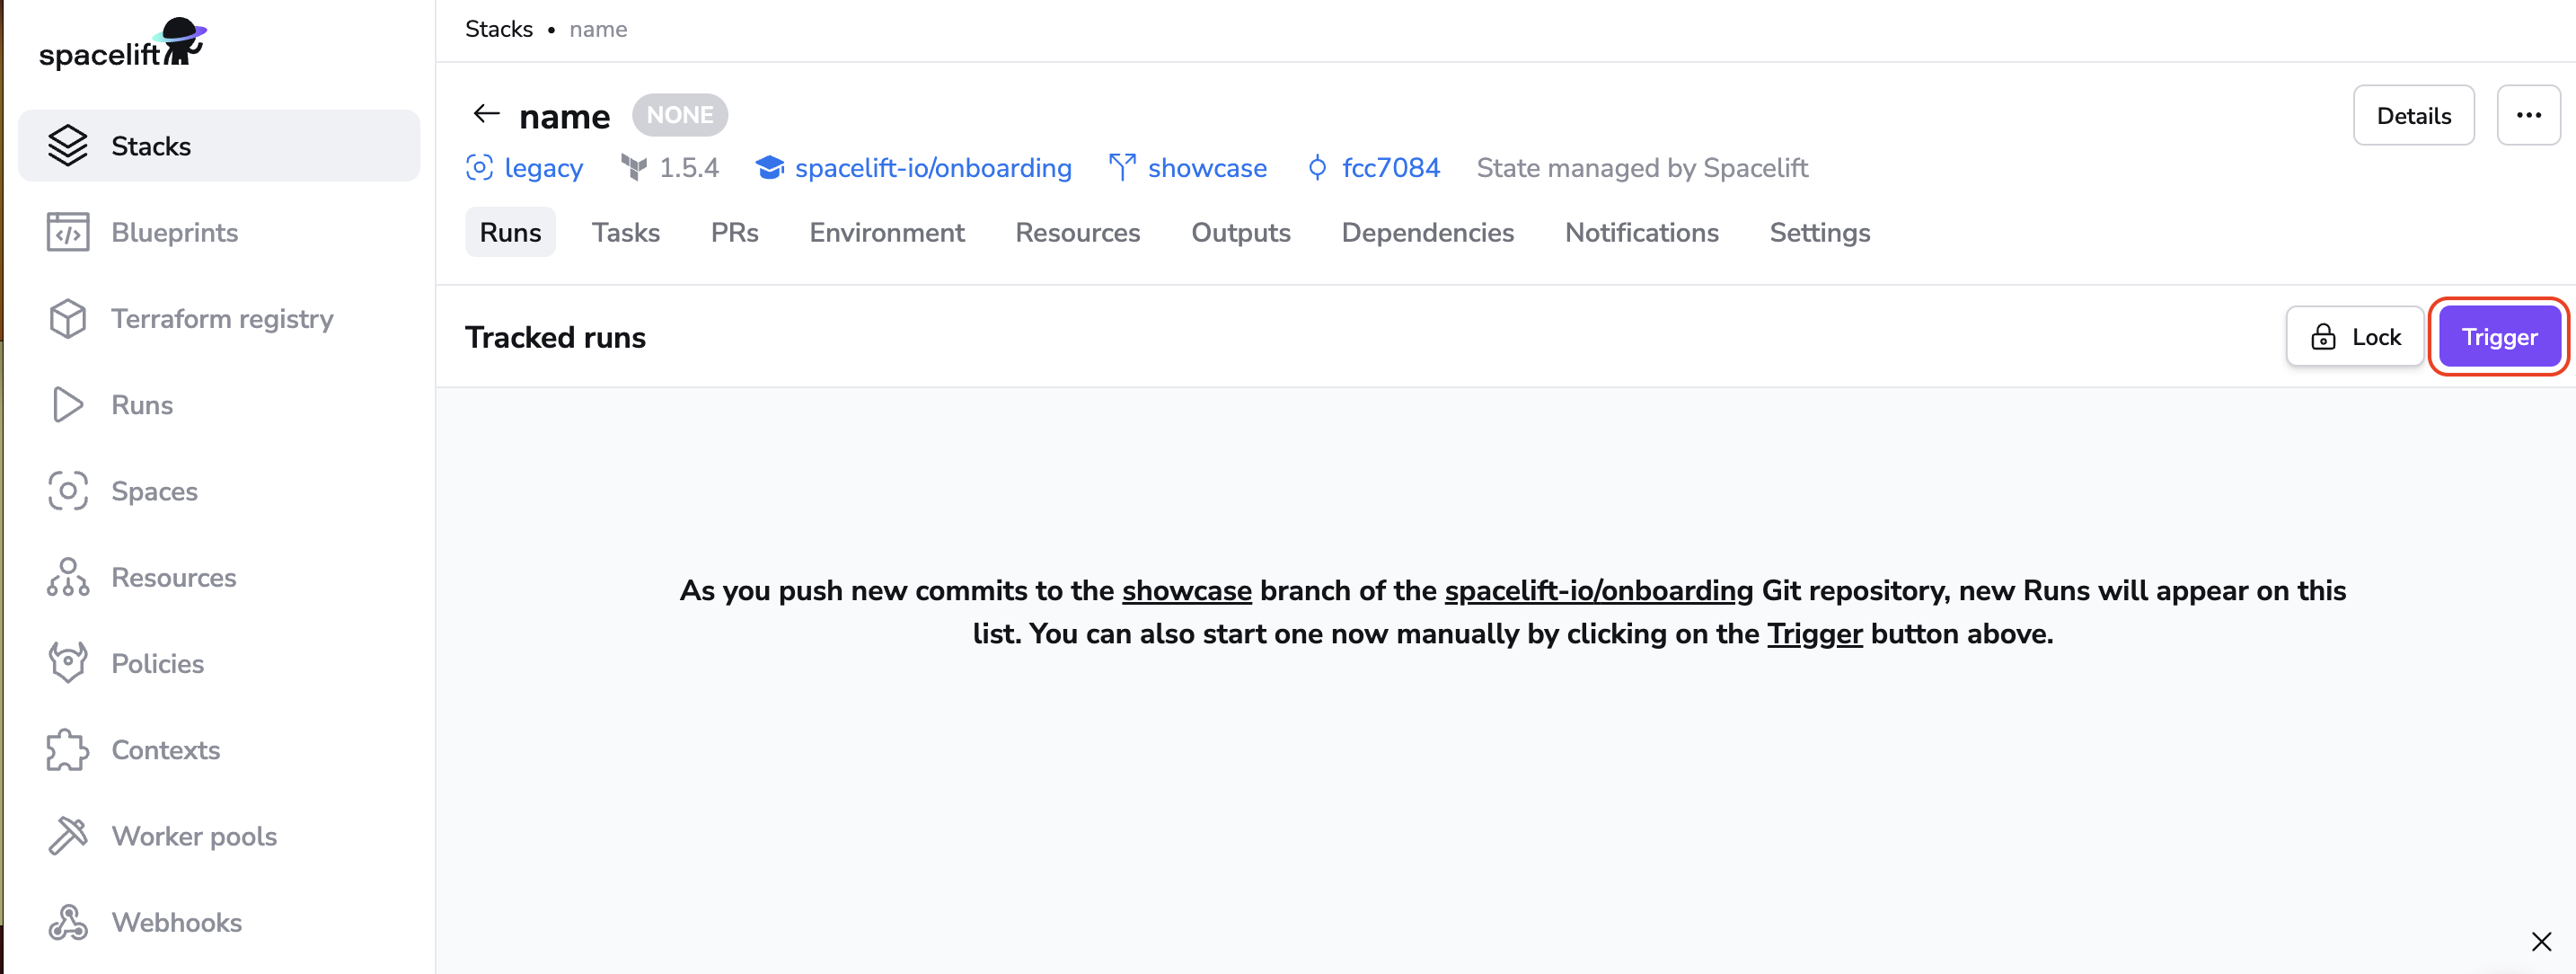 spacelift
Stacks
Blueprints
Terraform registry
Runs
Spaces
Resources
Policies
Contexts
Worker pools
Webhooks
Stacks • name
name NONE
Details
legacy 1.5.4 spacelift-io/onboarding showcase fcc7084 State managed by Spacelift
Runs Tasks PRs Environment Resources Outputs Dependencies Notifications Settings
Tracked runs
Lock Trigger
As you push new commits to the showcase branch of the spacelift-io/onboarding Git repository, new Runs will appear on this
list. You can also start one now manually by clicking on the Trigger button above.